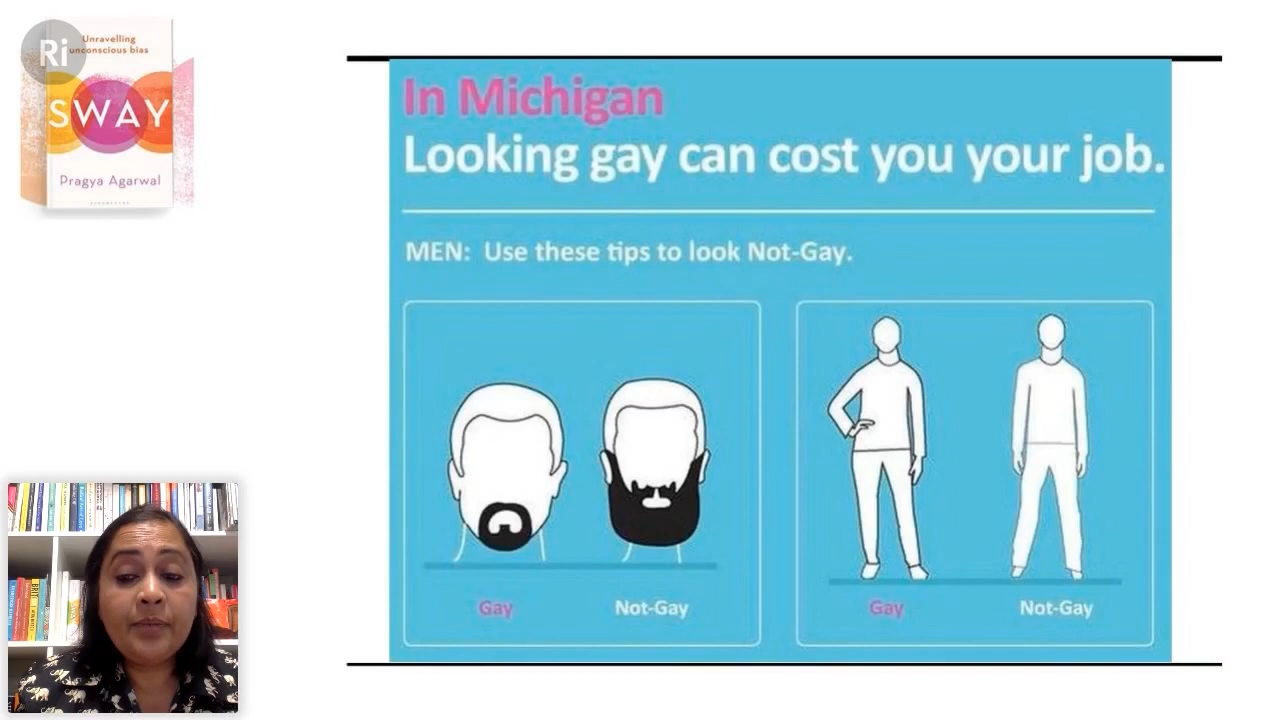 Ri
Unravelling
unconscious bias
SWAY
Pragya Agarwal
In Michigan
Looking gay can cost you your job.
MEN: Use these tips to look Not-Gay.
Gay
Not-Gay
Gay
Not-Gay